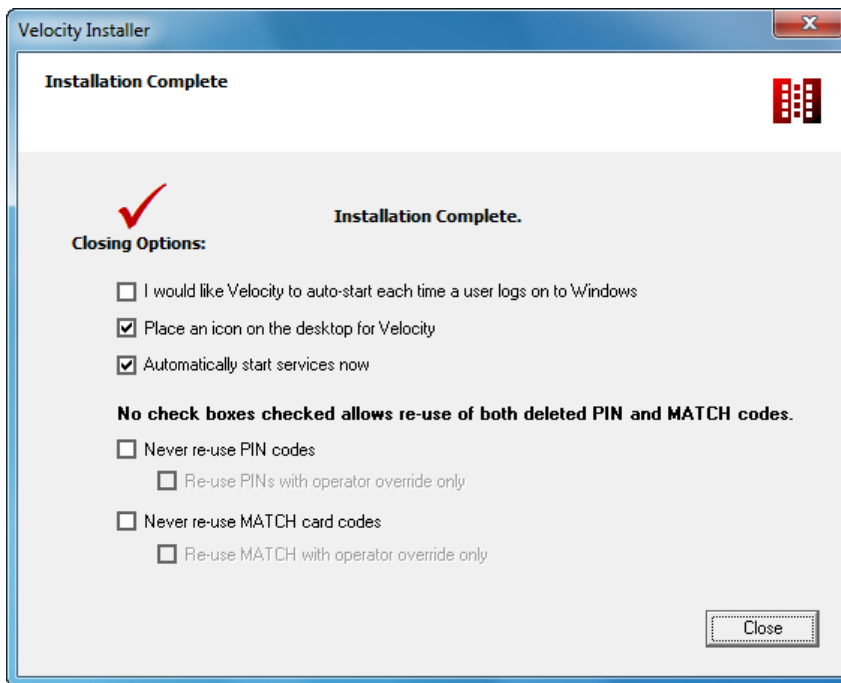 Velocity Installer
Installation Complete
Installation Complete.
Closing Options:
I would like Velocity to auto-start each time a user logs on to Windows
Place an icon on the desktop for Velocity
Automatically start services now
No check boxes checked allows re-use of both deleted PIN and MATCH codes.
Never re-use PIN codes
Re-use PINs with operator override only
Never re-use MATCH card codes
Re-use MATCH with operator override only
Close